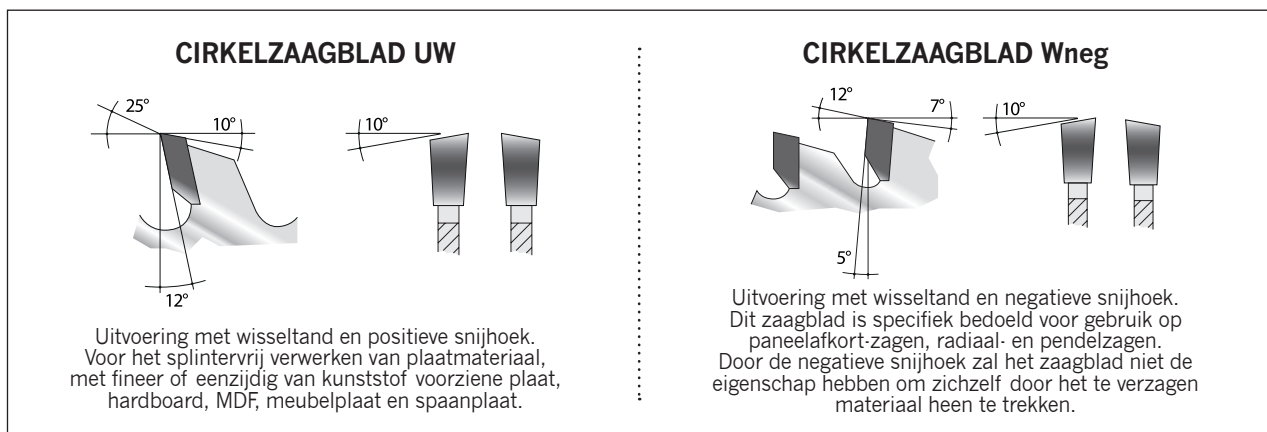 CIRKELZAAGBLAD UW
25°
10°
10°
12°
Uitvoering met wisseltand en positieve snijhoek.
Voor het splintervrij verwerken van plaatmateriaal,
met fineer of eenzijdig van kunststof voorziene plaat,
hardboard, MDF, meubelplaat en spaanplaat.
CIRKELZAAGBLAD Wneg
12°
7°
10°
5°
Uitvoering met wisseltand en negatieve snijhoek.
Dit zaagblad is specifiek bedoeld voor gebruik op
paneelafkort-zagen, radiaal- en pendelzagen.
Door de negatieve snijhoek zal het zaagblad niet de
eigenschap hebben om zichzelf door het te verzagen
materiaal heen te trekken.